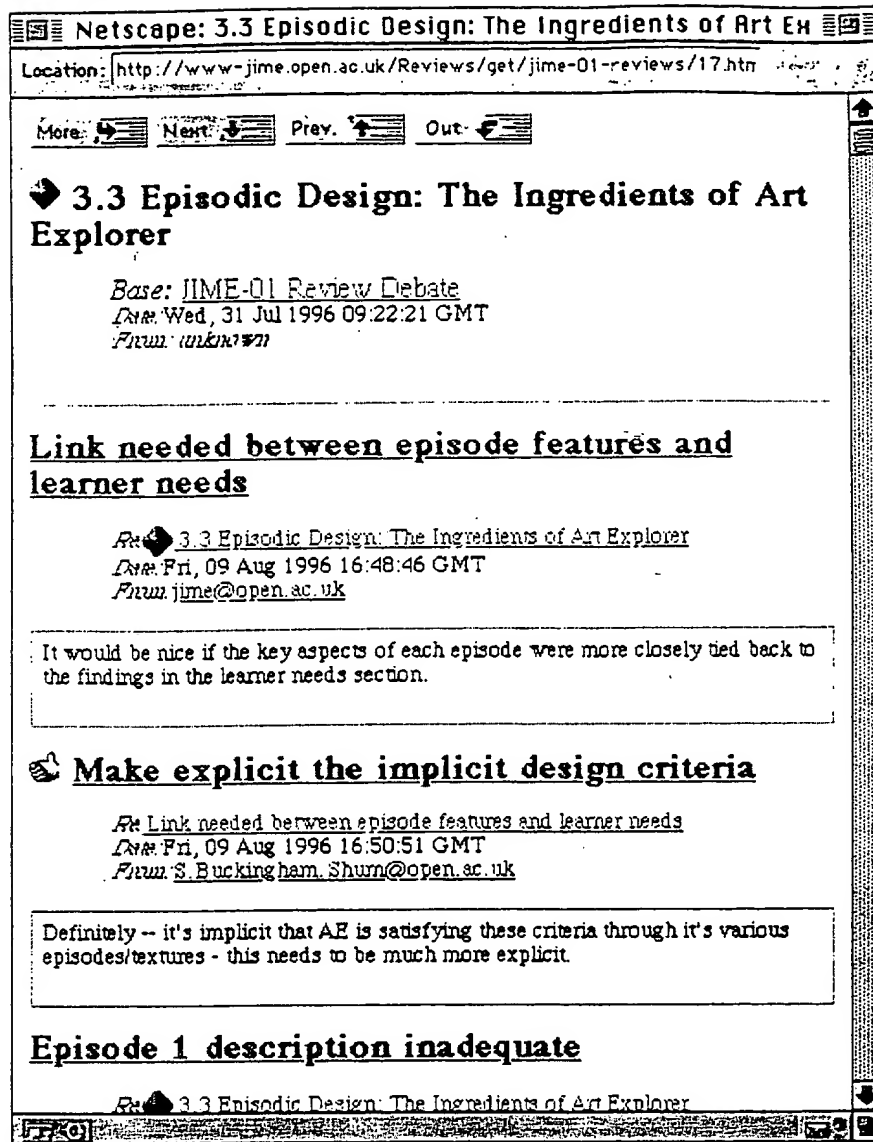 Netscape: 3.3 Episodic Design: The Ingredients of Art Ex
Location: http://www-jime.open.ac.uk/Reviews/get/jime-01-reviews/17.htm
More Next Prev. Out
3.3 Episodic Design: The Ingredients of Art
Explorer
Base: JIME-01 Review Debate
Date: Wed, 31 Jul 1996 09:22:21 GMT
From: unknown
Link needed between episode features and
learner needs
Re: 3.3 Episodic Design: The Ingredients of Art Explorer
Date: Fri, 09 Aug 1996 16:48:46 GMT
From: jime@open.ac.uk
It would be nice if the key aspects of each episode were more closely tied back to
the findings in the learner needs section.
Make explicit the implicit design criteria
Re: Link needed between episode features and learner needs
Date: Fri, 09 Aug 1996 16:50:51 GMT
From: S.Buckingham.Shum@open.ac.uk
Definitely -- it's implicit that AE is satisfying these criteria through it's various
episodes/textures - this needs to be much more explicit.
Episode 1 description inadequate
Re: 3.3 Episodic Design: The Ingredients of Art Explorer